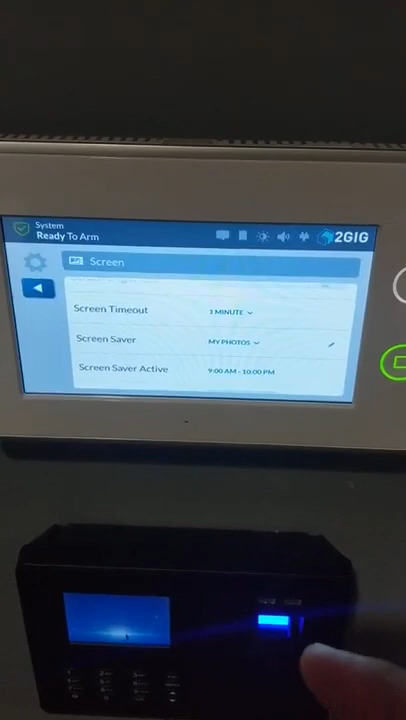 System
Ready To Arm
2GIG
Screen
Screen Timeout
1 MINUTE
Screen Saver
MY PHOTOS
Screen Saver Active
9:00 AM - 10:00 PM